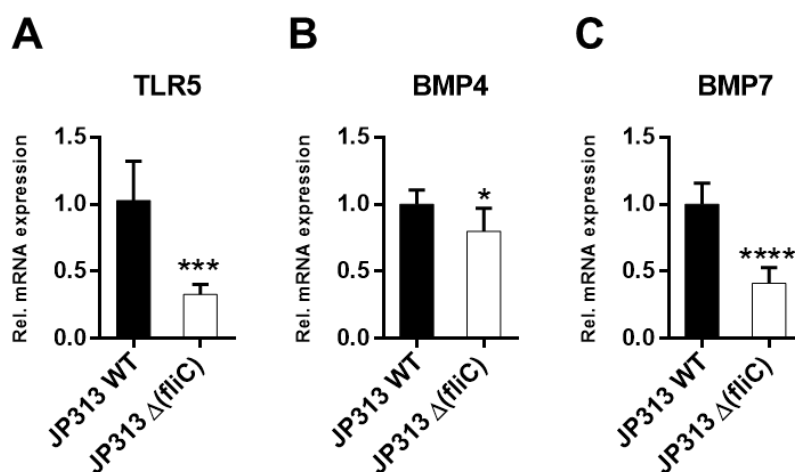 A
TLR5
Rel. mRNA expression
1.5
1.0
0.5
0.0
***
JP313 WT
JP313 Δ(fliC)
B
BMP4
Rel. mRNA expression
1.5
1.0
0.5
0.0
*
JP313 WT
JP313 Δ(fliC)
C
BMP7
Rel. mRNA expression
1.5
1.0
0.5
0.0
****
JP313 WT
JP313 Δ(fliC)